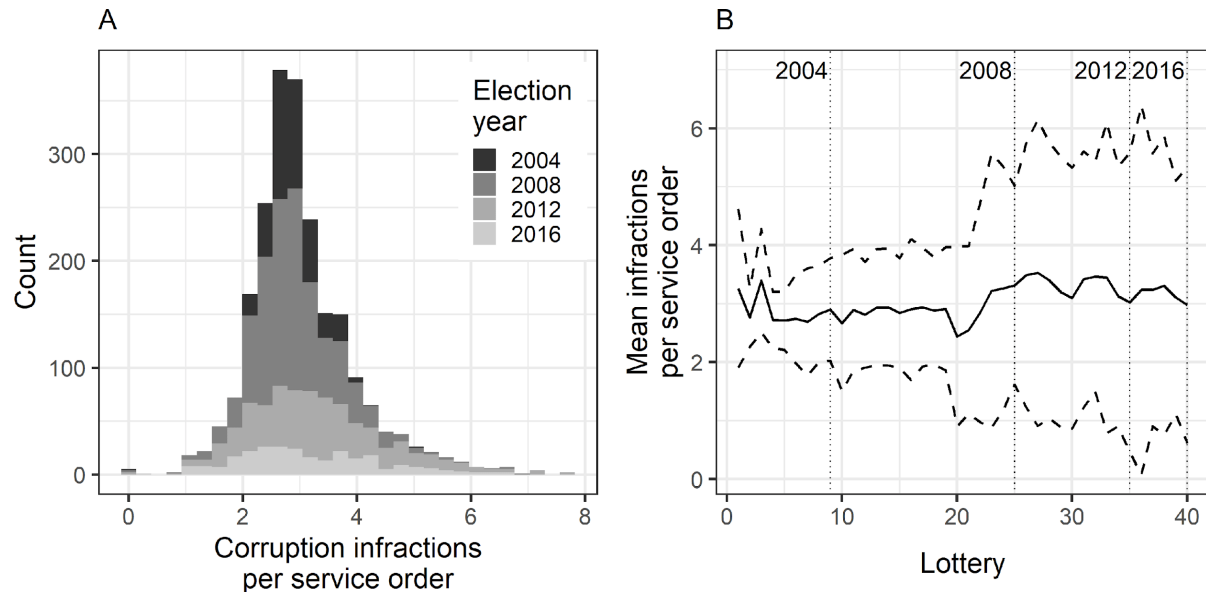 A
Count
300
200
100
0
0
2
4
6
8
Corruption infractions
per service order
Election
year
2004
2008
2012
2016
B
Mean infractions
per service order
6
4
2
0
2004
2008
2012
2016
0
10
20
30
40
Lottery